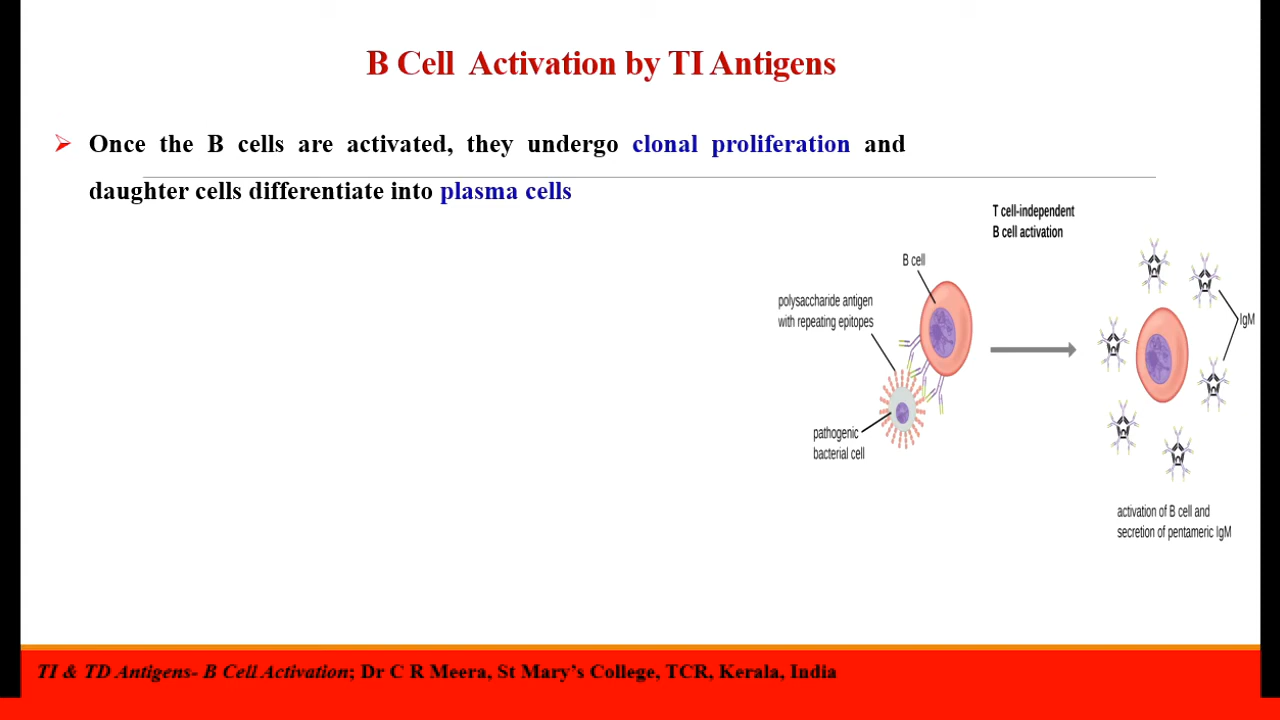 B Cell Activation by TI Antigens
Once the B cells are activated, they undergo clonal proliferation and
daughter cells differentiate into plasma cells
T cell-independent
B cell activation
B cell
polysaccharide antigen
with repeating epitopes
IgM
pathogenic
bacterial cell
activation of B cell and
secretion of pentameric IgM
TI & TD Antigens- B Cell Activation; Dr C R Meera, St Mary's College, TCR, Kerala, India